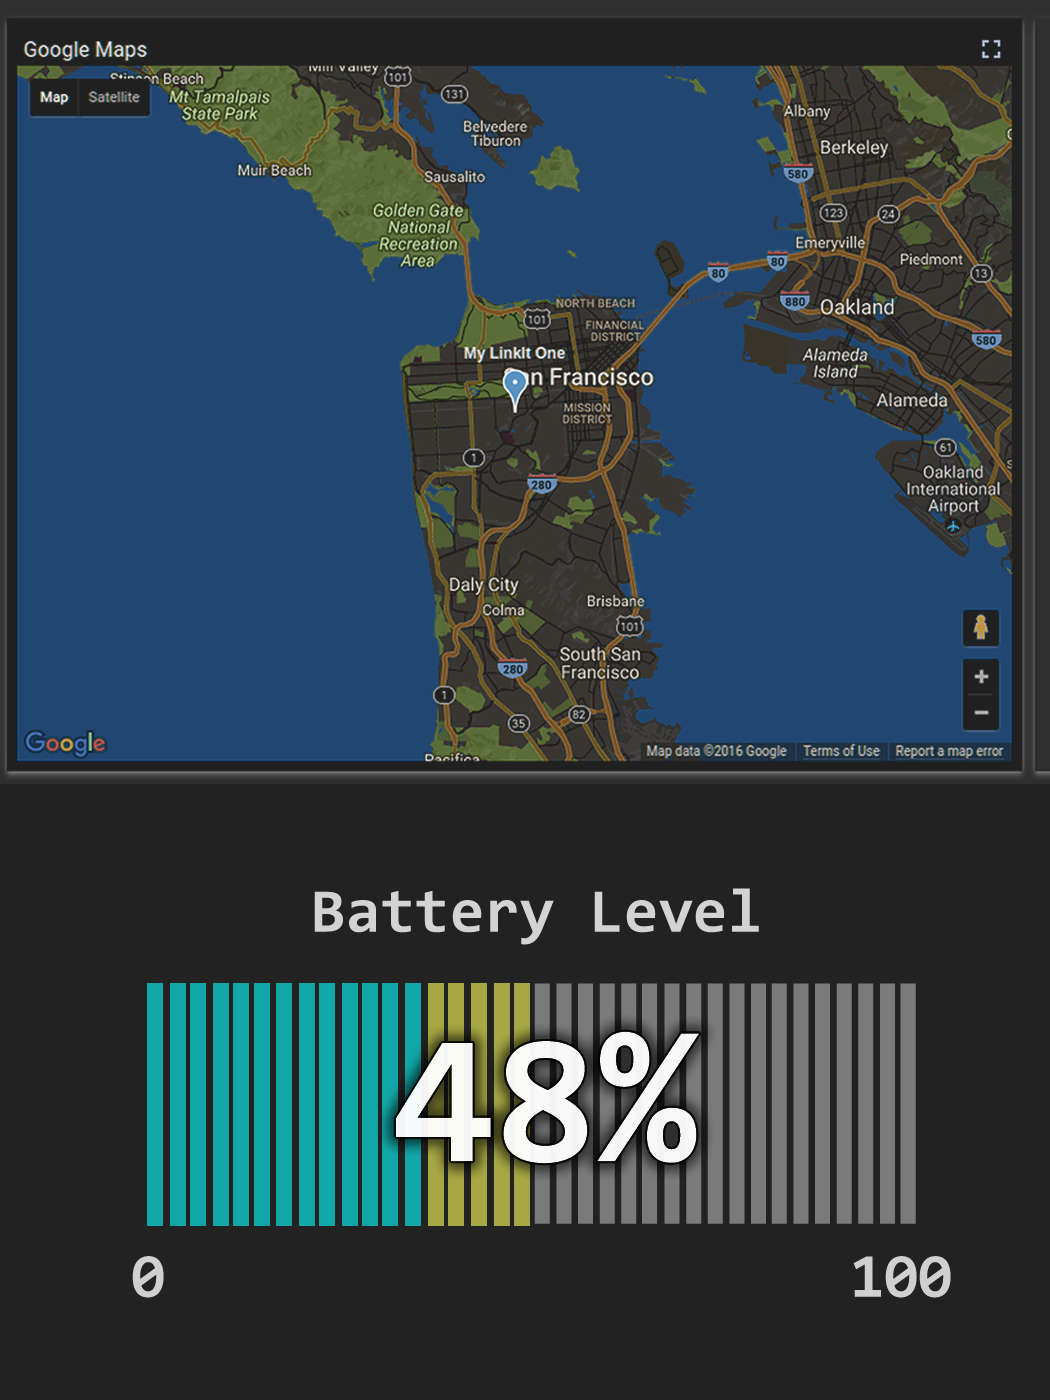 Google Maps
Stinson Beach
Mill Valley
101
Map
Satellite
Mt Tamalpais
State Park
131
Albany
Belvedere
Tiburon
Berkeley
Muir Beach
Sausalito
580
Golden Gate
National
Recreation
Area
123
24
Emeryville
Piedmont
80
80
13
880
NORTH BEACH
Oakland
101
FINANCIAL
DISTRICT
580
My LinkIt One
Alameda
Island
San Francisco
MISSION
DISTRICT
Alameda
1
61
280
Oakland
International
Airport
Daly City
Colma
Brisbane
101
South San
Francisco
280
1
35
82
Google
Pacifica
Map data ©2016 Google
Terms of Use
Report a map error
Battery Level
48%
0
100